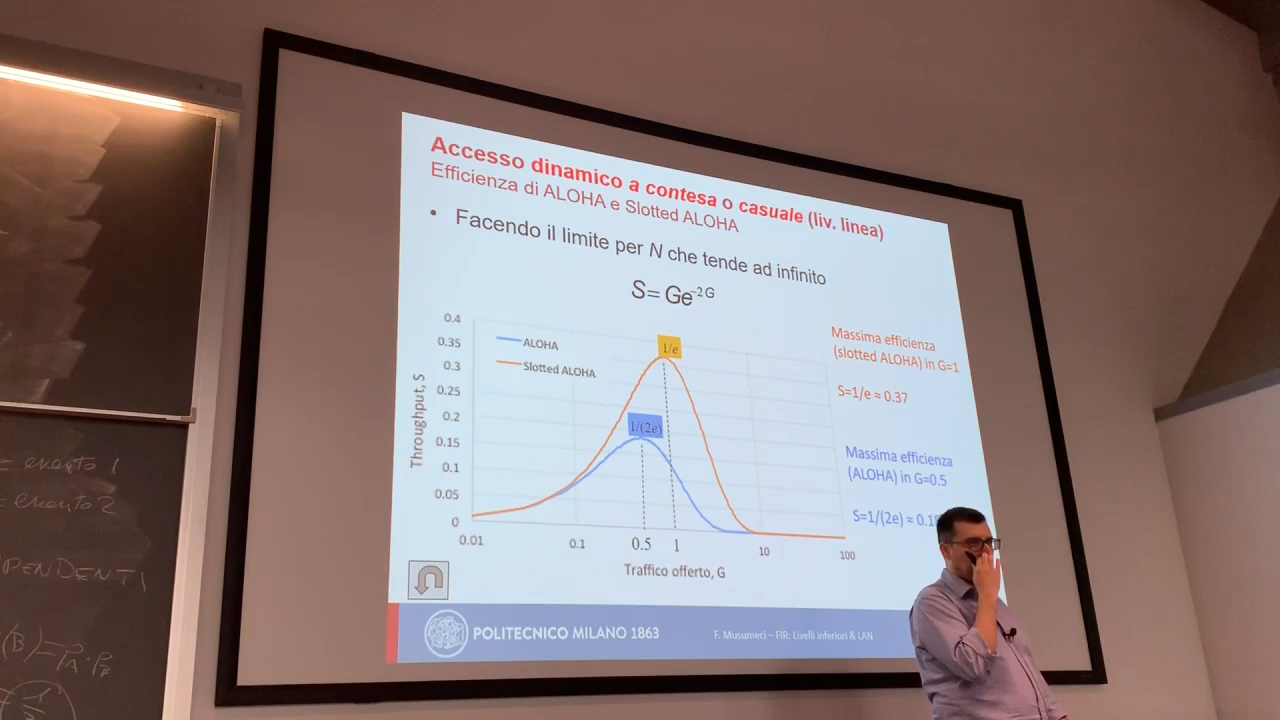 Accesso dinamico a contesa o casuale (liv. linea)
Efficienza di ALOHA e Slotted ALOHA
• Facendo il limite per N che tende ad infinito
S=Ge-2G
0.4
0.35
0.3
0.25
0.2
0.15
0.1
0.05
0
Throughput, S
ALOHA
Slotted ALOHA
1/e
1/(2e)
0.01
0.1
0.5
1
10
100
Traffico offerto, G
Massima efficienza
(slotted ALOHA) in G=1
S=1/e ≈ 0.37
Massima efficienza
(ALOHA) in G=0.5
S=1/(2e) ≈
POLITECNICO MILANO 1863
F. Musumeci – FIR: Livelli inferiori & LAN
= evento 1
= evento 2
PENDENTI
(B)=PA·PB